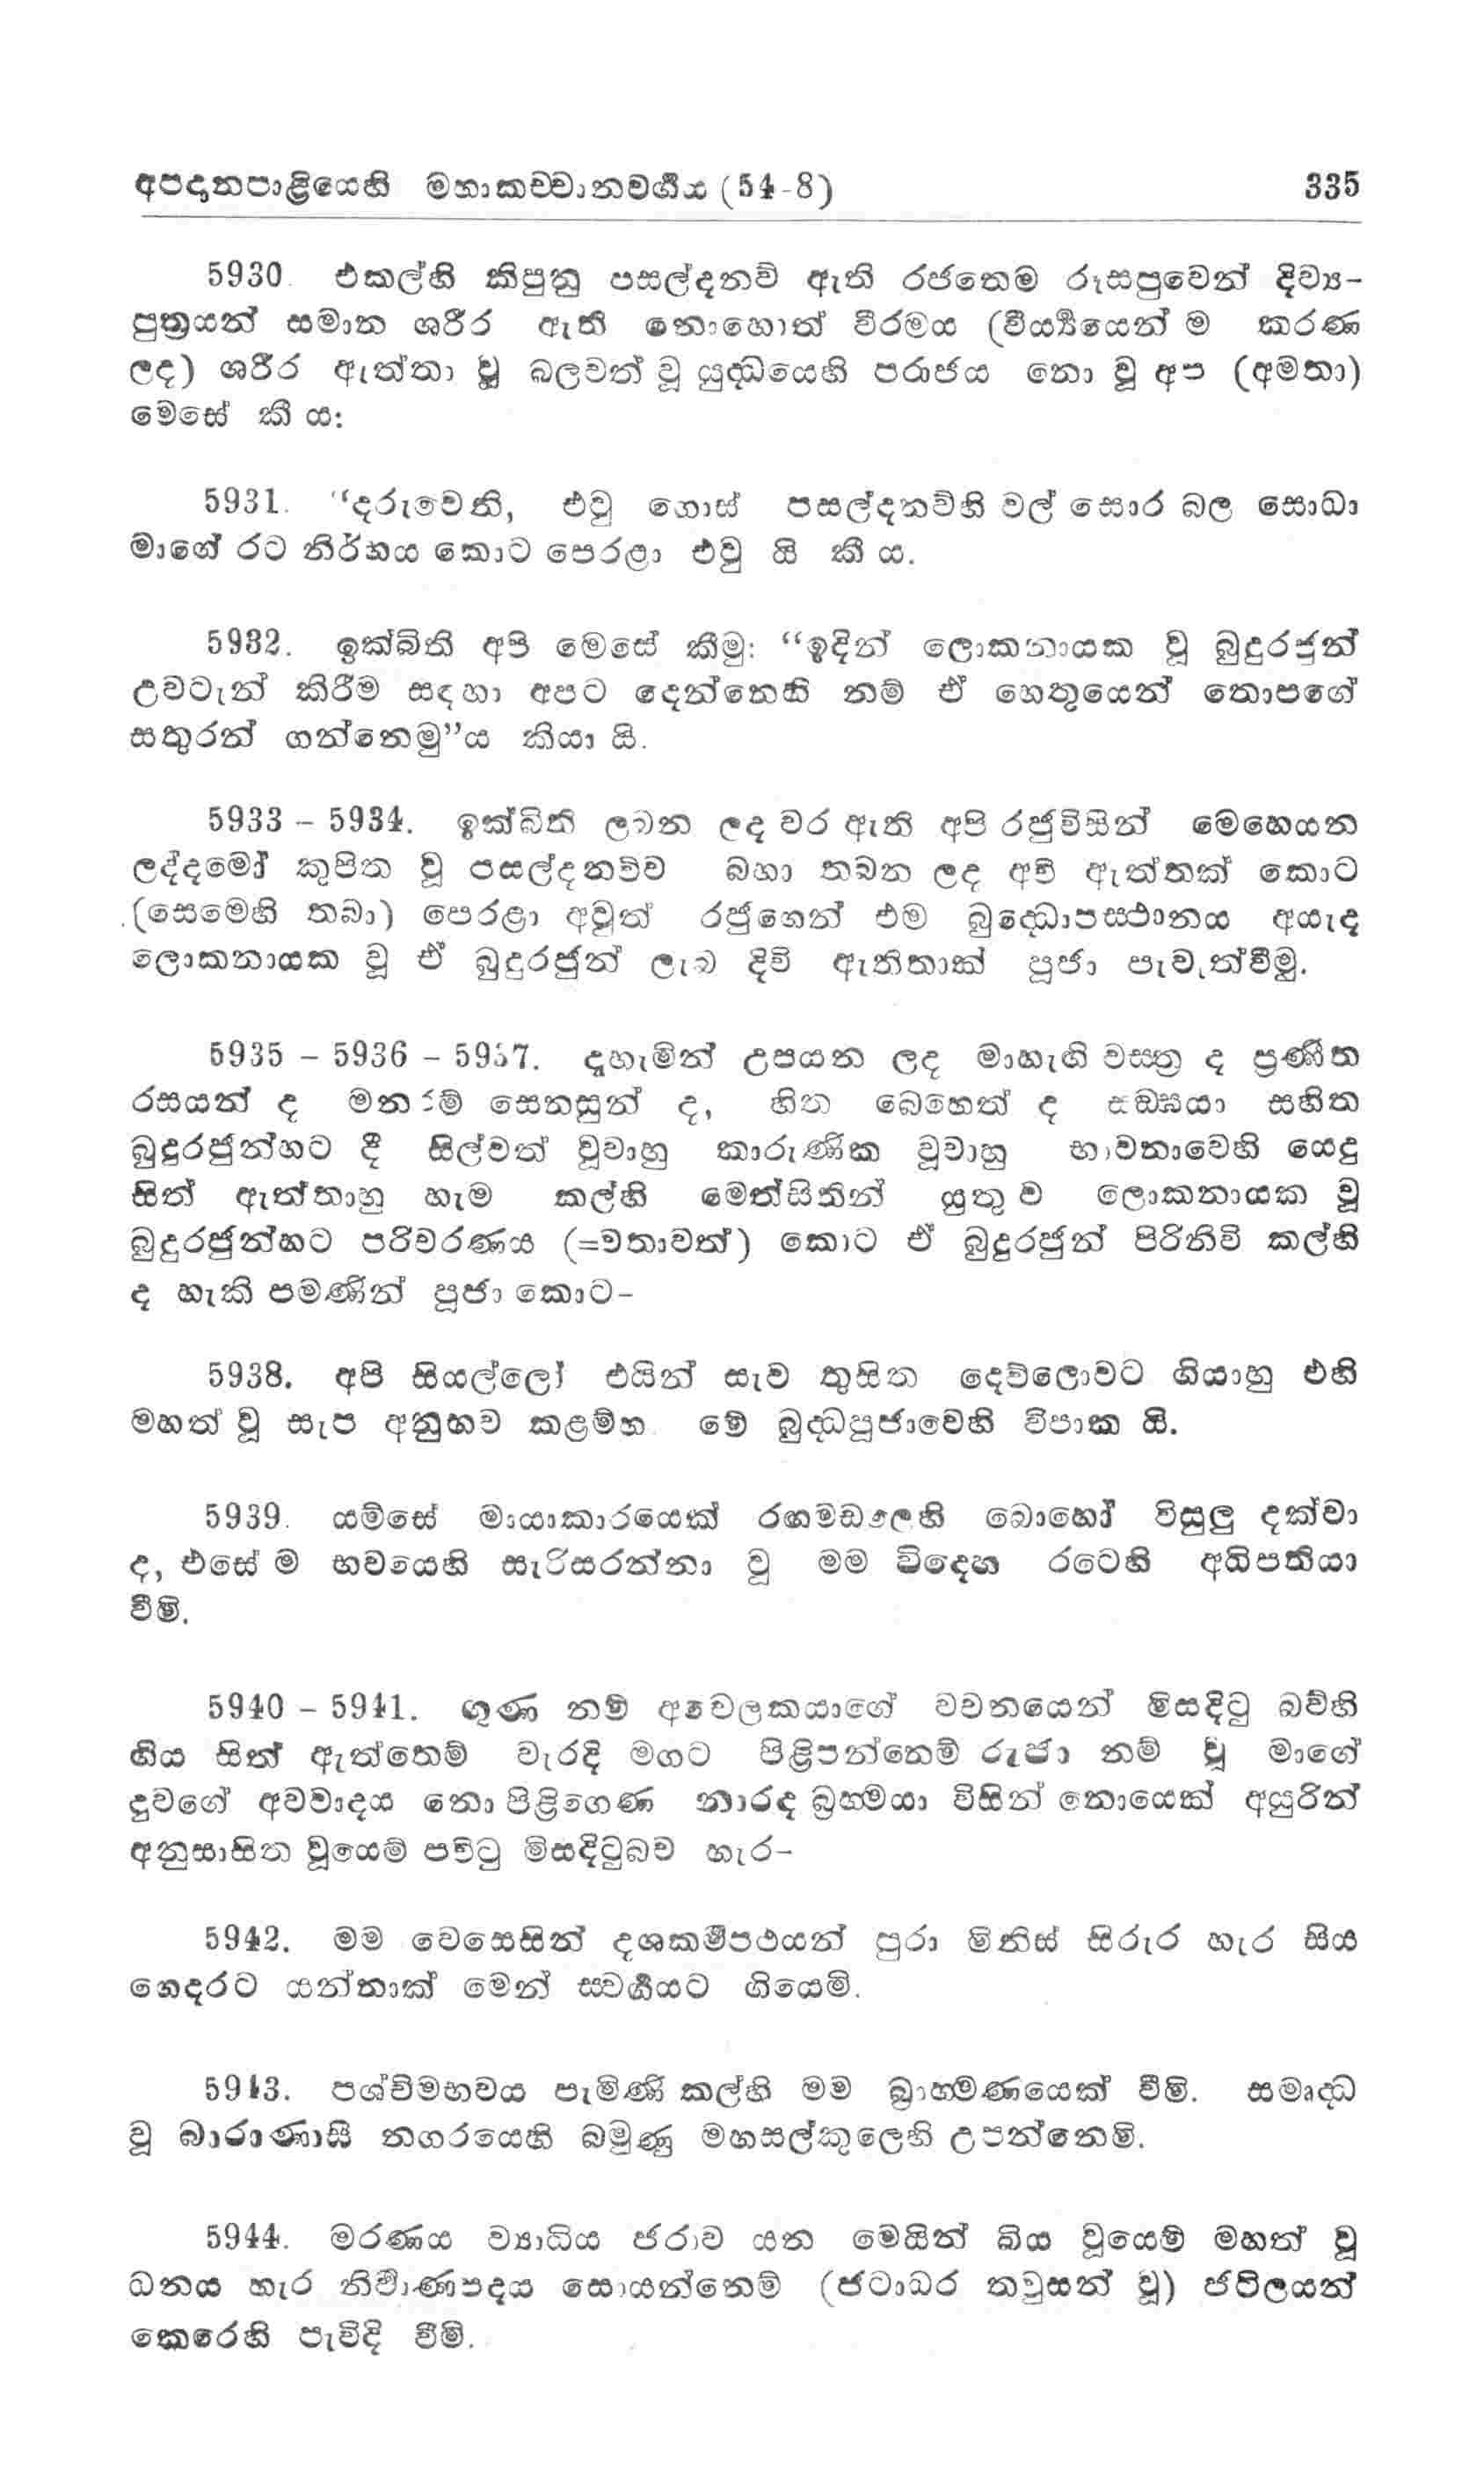 අපදානපාළියෙහි මහාකච්චානවර්‍ගය (54-8) 335
5930. එකල්හි කිපුනු පසල්දනව් ඇති රජතෙම රූසපුවෙන් දිව්‍ය-
පුත්‍රයන් සමාන ශරීර ඇති නොහොත් වීරමය (වීර්‍ය්‍යයෙන් ම කරණ
ලද) ශරීර ඇත්තා වූ බලවත් වූ යුද්ධයෙහි පරාජය නො වූ අප (අමතා)
මෙසේ කී ය:
5931. “දරුවෙනි, එවු ගොස් පසල්දනව්හි වල් සොර බල සොධා
මාගේ රට නිර්භය කොට පෙරළා එවු යි කී ය.
5932. ඉක්බිති අපි මෙසේ කීමු: “ඉදින් ලොකනායක වූ බුදුරජුන්
උවටැන් කිරීම සඳහා අපට දෙන්නෙහි නම් ඒ හෙතුයෙන් තොපගේ
සතුරන් ගන්නෙමු”ය කියා යි.
5933 – 5934. ඉක්බිති ලබන ලද වර ඇති අපි රජුවිසින් මෙහෙයන
ලද්දමෝ කුපිත වූ පසල්දනව්ව බහා තබන ලද අවි ඇත්තක් කොට
(සෙමෙහි තබා) පෙරළා අවුත් රජුගෙන් එම බුද්ධොපස්ථානය අයැද
ලොකනායක වූ ඒ බුදුරජුන් ලැබ දිවි ඇතිතාක් පූජා පැවැත්වීමු.
5935 – 5936 – 5937. දූහැමින් උපයන ලද මාහැඟි වස්ත්‍ර ද ප්‍රණීත
රසයන් ද මනරම් සෙනසුන් ද, හිත බෙහෙත් ද සඞ්ඝයා සහිත
බුදුරජුන්හට දී සිල්වත් වූවාහු කාරුණික වූවාහු භාවනාවෙහි යෙදු
සිත් ඇත්තාහු හැම කල්හි මෙත්සිතින් යුතු ව ලොකනායක වූ
බුදුරජුන්හට පරිවරණය (=වතාවත්) කොට ඒ බුදුරජුන් පිරිනිවි කල්හි
ද හැකි පමණින් පූජා කොට-
5938. අපි සියල්ලෝ එයින් සැව තුසිත දෙව්ලොවට ගියාහු එහි
මහත් වූ සැප අනුභව කළම්හ. මේ බුද්ධපූජාවෙහි විපාක යි.
5939. යම්සේ මායාකාරයෙක් රඟමඩලෙහි බොහෝ විසුලු දක්වා
ද, එසේ ම භවයෙහි සැරිසරන්නා වූ මම විදෙහ රටෙහි අධිපතියා
වීමි.
5940 – 5941. ගුණ නම් අචෙලකයාගේ වචනයෙන් මිසදිටු බව්හි
ගිය සිත් ඇත්තෙම් වැරදි මගට පිළිපන්නෙම් රුජා නම් වූ මාගේ
දුවගේ අවවාදය නො පිළිගෙණ නාරද බ්‍රහ්මයා විසින් නොයෙක් අයුරින්
අනුසාසිත වූයෙම් පවිටු මිසදිටුබව හැර-
5942. මම වෙසෙසින් දශකර්‍මපථයන් පුරා මිනිස් සිරුර හැර සිය
ගෙදරට යන්නාක් මෙන් ස්වර්‍ගයට ගියෙමි.
5943. පශ්චිමභවය පැමිණි කල්හි මම බ්‍රාහ්මණයෙක් වීමි. සමෘද්ධ
වූ බාරාණාසී නගරයෙහි බමුණු මහසල්කුලෙහි උපන්නෙමි.
5944. මරණය ව්‍යාධිය ජරාව යන මෙයින් බිය වූයෙම් මහත් වූ
ධනය හැර නිර්‍වාණපදය සොයන්නෙම් (ජටාධර තවුසන් වූ) ජටිලයන්
කෙරෙහි පැවිදි වීමි.